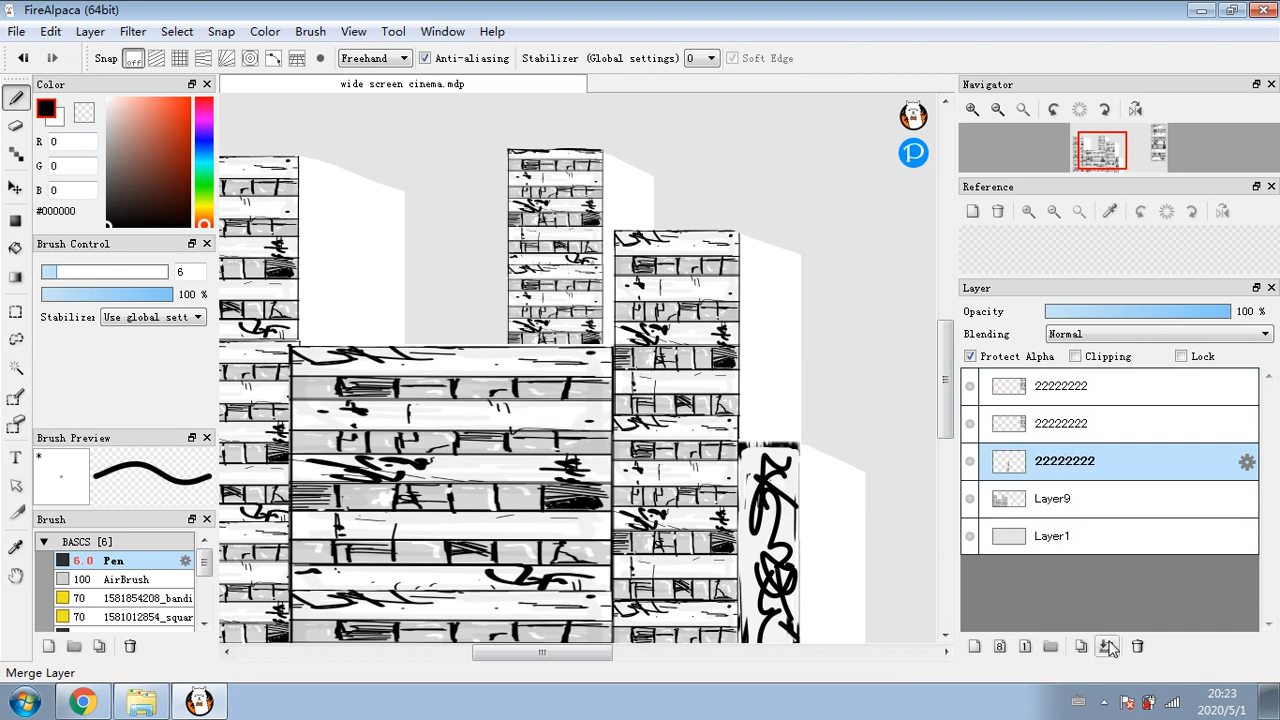 FireAlpaca (64bit)
File Edit Layer Filter Select Snap Color Brush View Tool Window Help
Snap off Freehand Anti-aliasing Stabilizer (Global settings) 0 Soft Edge
Color
wide screen cinema.mdp
Navigator
R 0
G 0
B 0
#000000
Reference
Brush Control
6
100 %
Stabilizer: Use global sett
Layer
Opacity 100 %
Blending Normal
Protect Alpha Clipping Lock
22222222
22222222
22222222
Layer9
Layer1
Brush Preview
*
Brush
BASCS [6]
6.0 Pen
100 AirBrush
70 1581854208_bandi
70 1581012854_squar
8 1
Merge Layer
20:23
2020/5/1